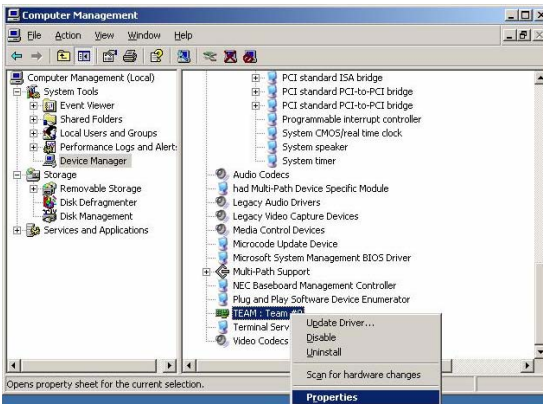 Computer Management
File Action View Window Help
Computer Management (Local)
System Tools
Event Viewer
Shared Folders
Local Users and Groups
Performance Logs and Alert:
Device Manager
Storage
Removable Storage
Disk Defragmenter
Disk Management
Services and Applications
PCI standard ISA bridge
PCI standard PCI-to-PCI bridge
PCI standard PCI-to-PCI bridge
Programmable interrupt controller
System CMOS/real time clock
System speaker
System timer
Audio Codecs
had Multi-Path Device Specific Module
Legacy Audio Drivers
Legacy Video Capture Devices
Media Control Devices
Microcode Update Device
Microsoft System Management BIOS Driver
Multi-Path Support
NEC Baseboard Management Controller
Plug and Play Software Device Enumerator
TEAM : Team #0
Terminal Serv
Video Codecs
Update Driver...
Disable
Uninstall
Scan for hardware changes
Properties
Opens property sheet for the current selection.